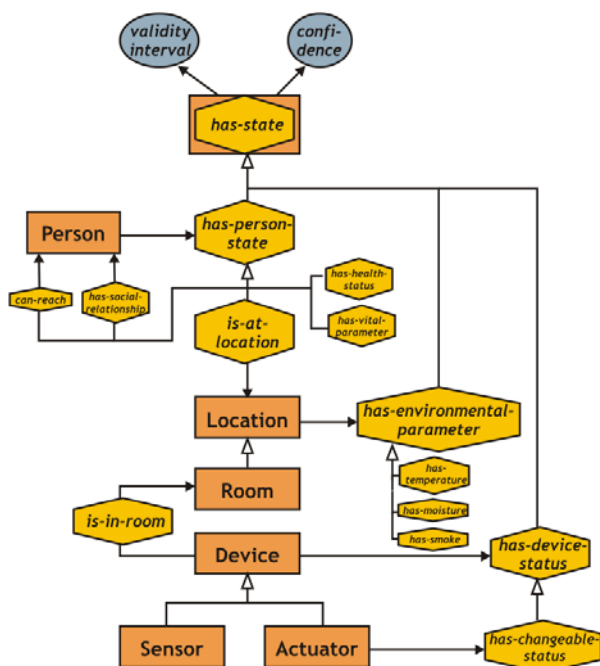 validity
interval
confi-
dence
has-state
Person
has-person-
state
can-reach
has-social-
relationship
has-health-
status
has-vital-
parameter
is-at-
location
Location
has-environmental-
parameter
Room
has-
temperature
is-in-room
has-moisture
has-smoke
Device
has-device-
status
Sensor
Actuator
has-changeable-
status